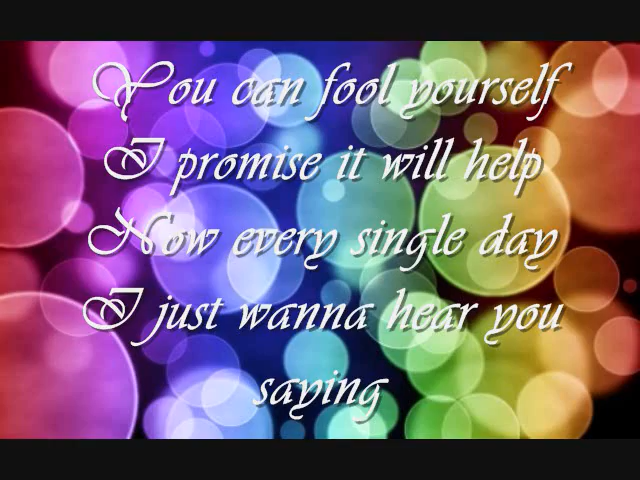 You can fool yourself
I promise it will help
Now every single day
I just wanna hear you
saying